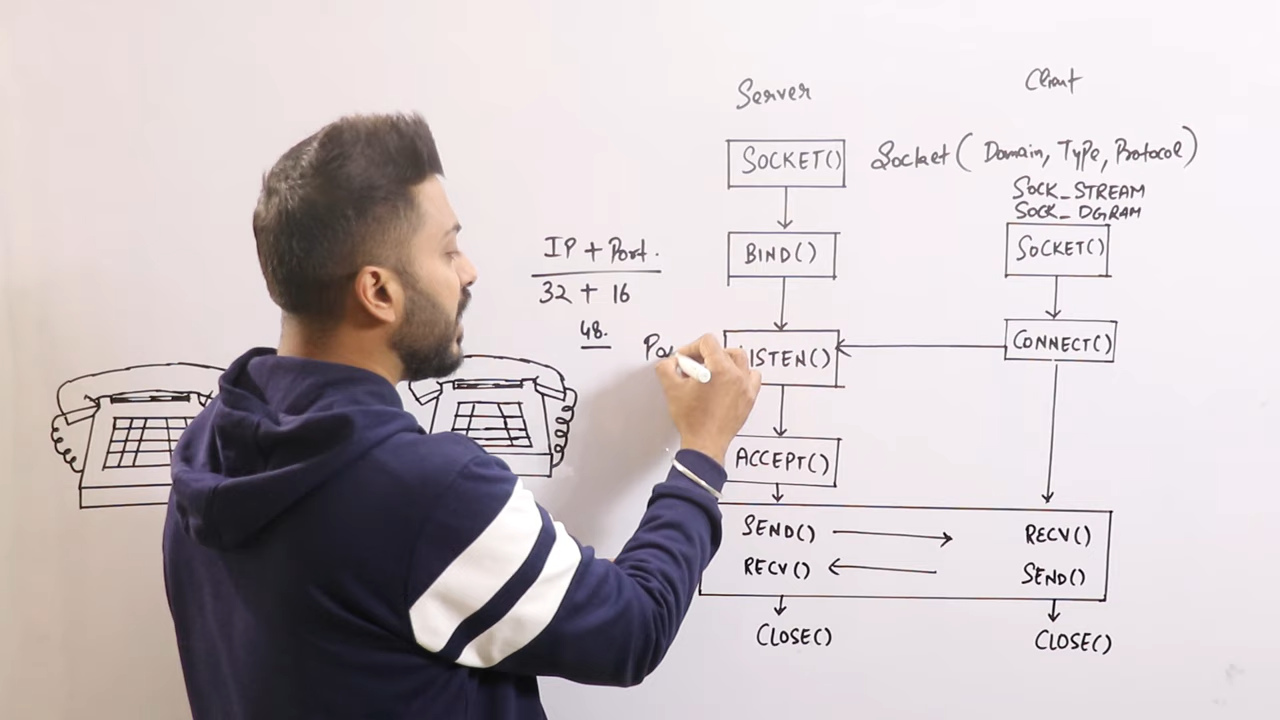 Server
Client
SOCKET()
Socket( Domain, Type, Protocol)
SOCK_STREAM
SOCK_DGRAM
IP + Port.
32 + 16
48.
BIND()
SOCKET()
CONNECT()
ISTEN()
ACCEPT()
SEND()
RECV()
RECV()
SEND()
CLOSE()
CLOSE()